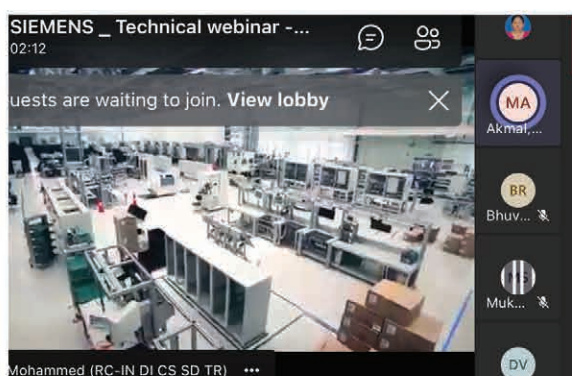 SIEMENS _ Technical webinar -...
02:12
uests are waiting to join. View lobby
MA
Akmal,...
BR
Bhuv...
MS
Muk...
DV
Mohammed (RC-IN DI CS SD TR) ...